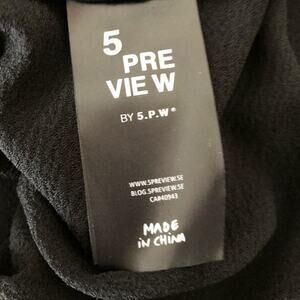 5
PRE
VIE W
BY 5.P.W®
WWW.5PREVIEW.SE
BLOG.5PREVIEW.SE
CA#40943
MADE
IN CHINA